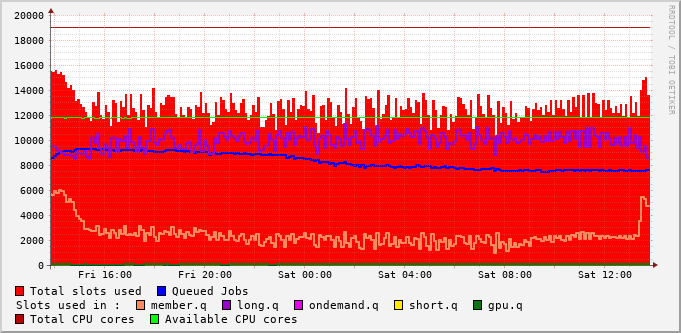 20000
18000
16000
14000
12000
10000
8000
6000
4000
2000
0
Fri 16:00 Fri 20:00 Sat 00:00 Sat 04:00 Sat 08:00 Sat 12:00
RRDTOOL / TOBI OETIKER
Total slots used Queued Jobs
Slots used in : member.q long.q ondemand.q short.q gpu.q
Total CPU cores Available CPU cores